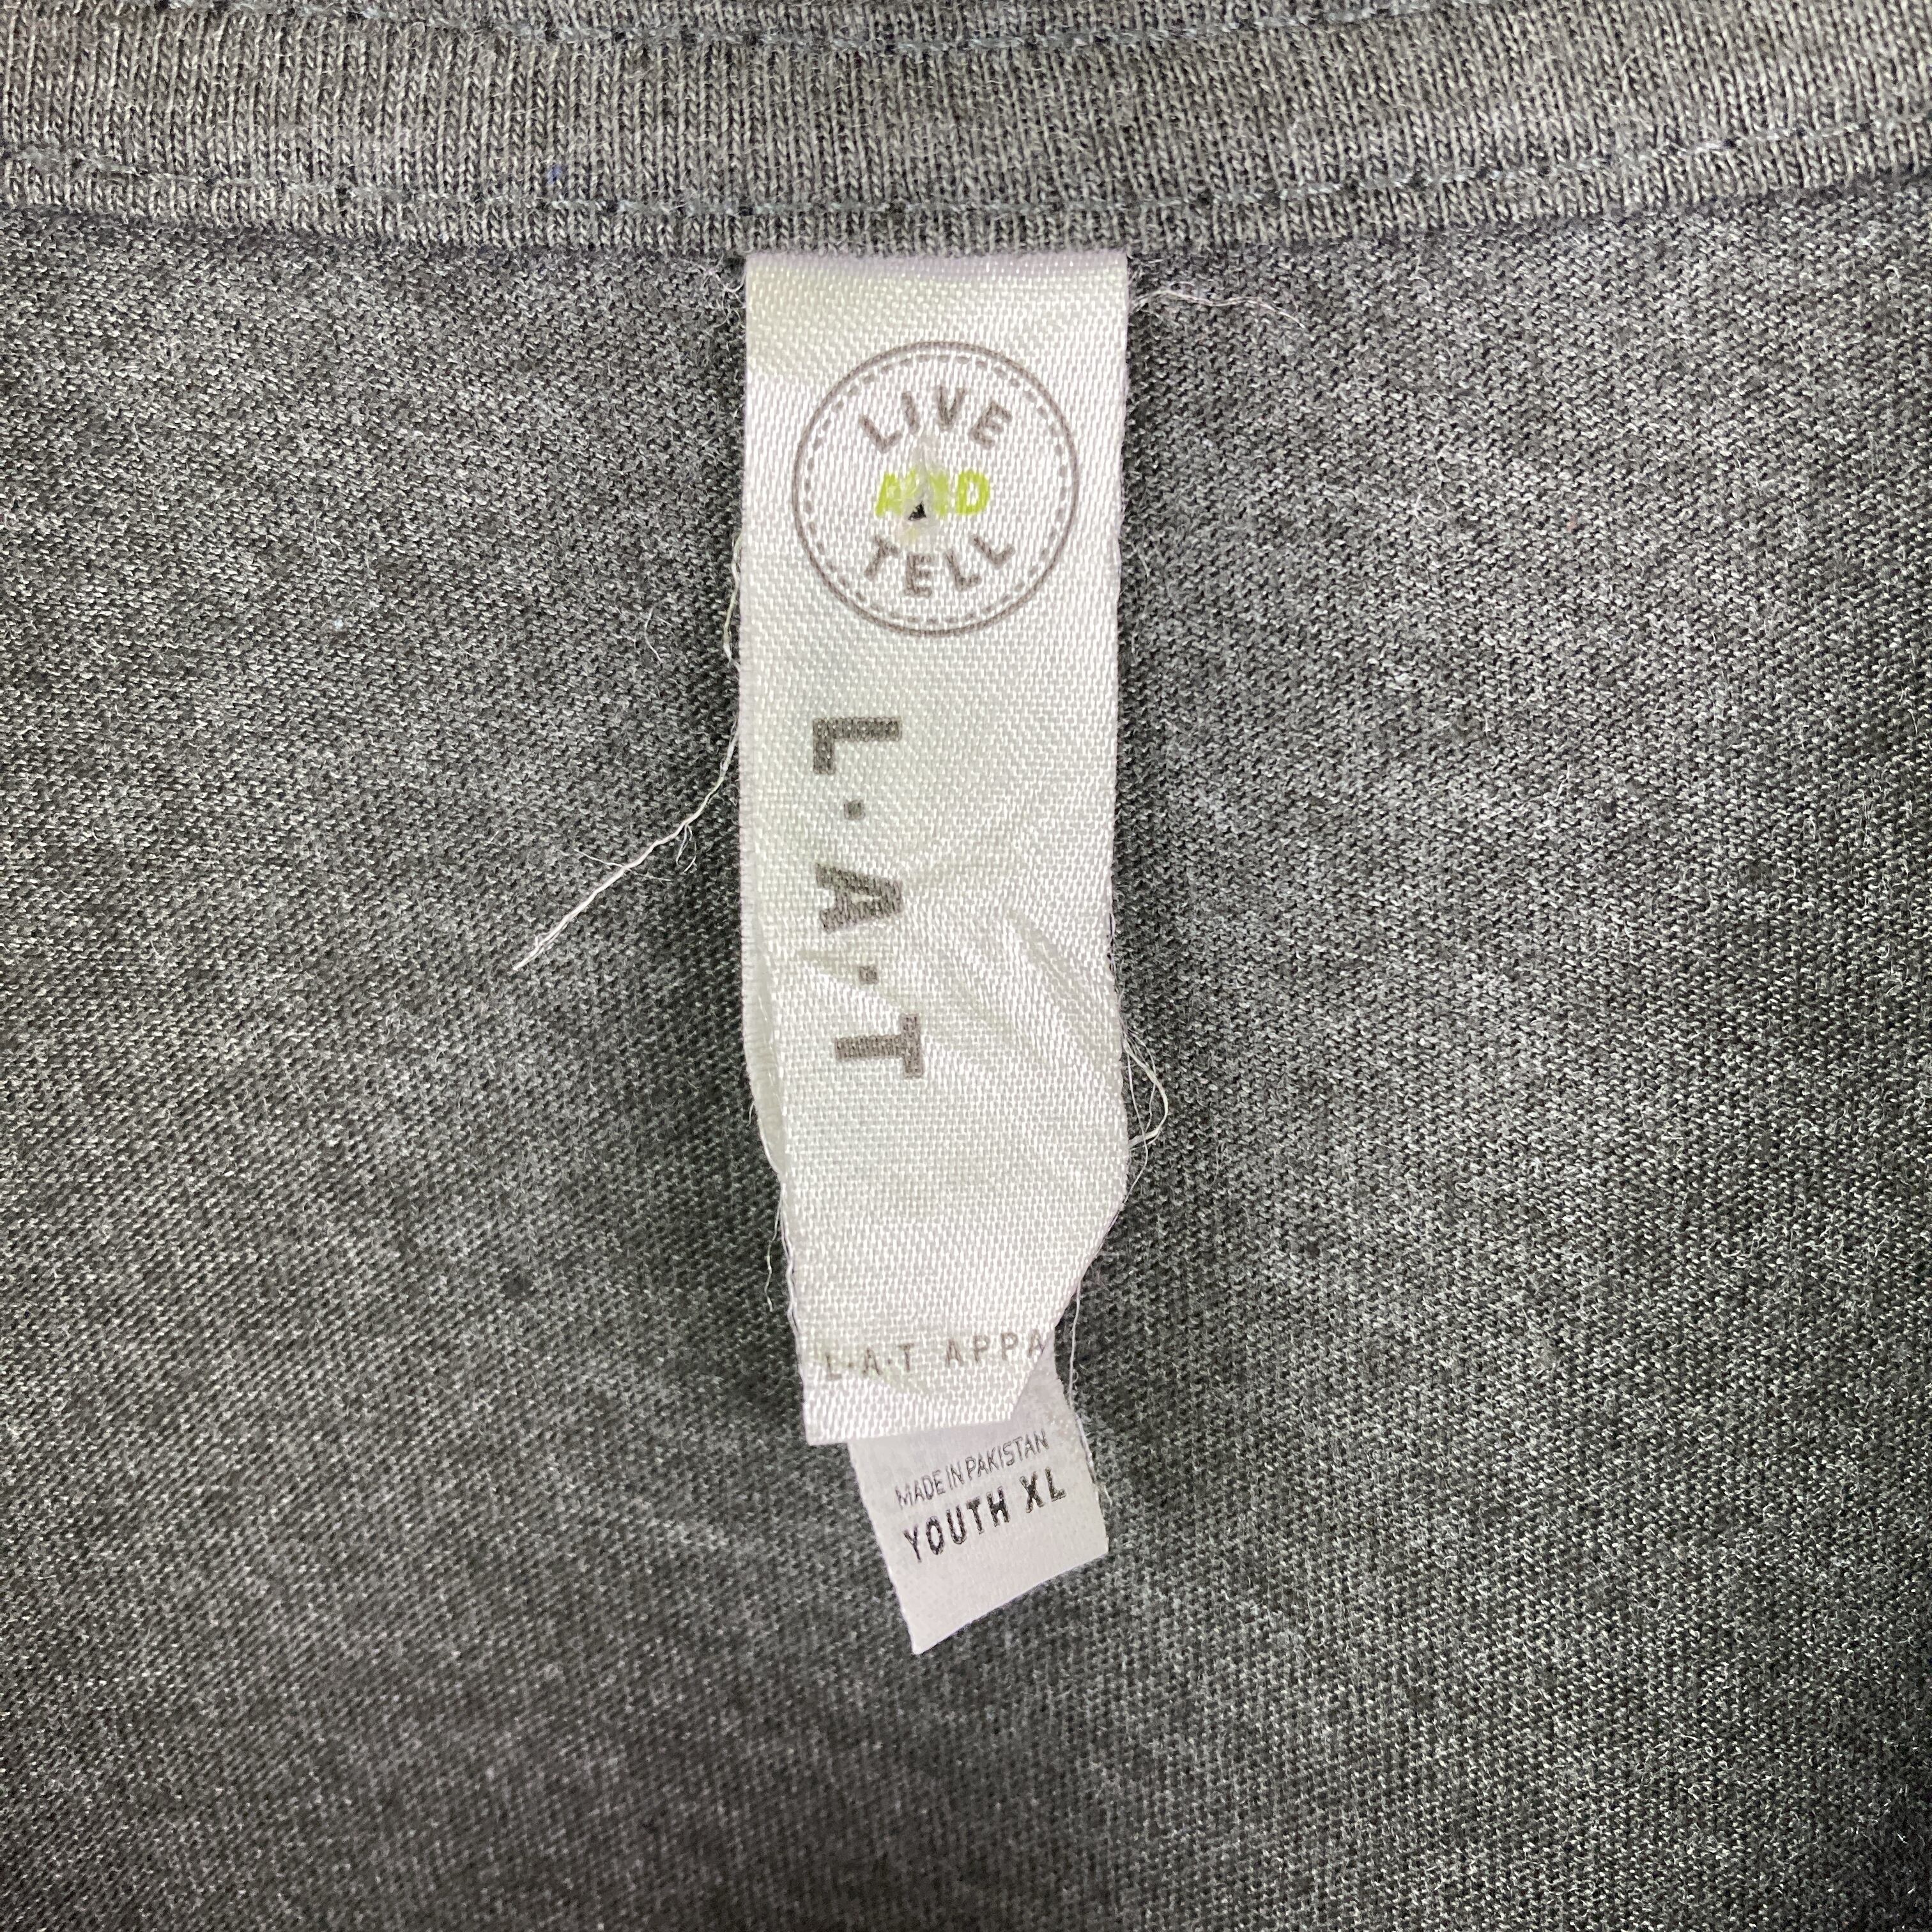 LIVE
AND
TELL
L·A·T
L·A·T APPA
MADE IN PAKISTAN
YOUTH XL